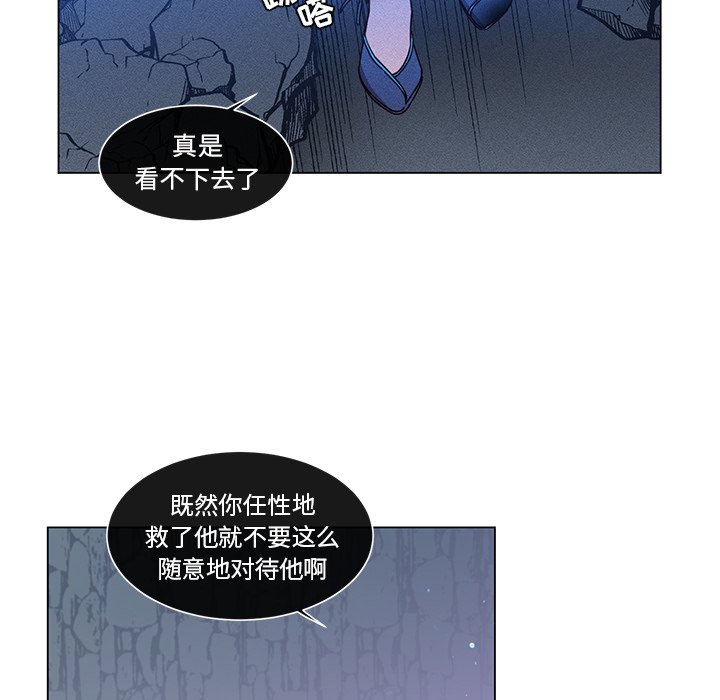 嗒
真是
看不下去了
既然你任性地
救了他就不要这么
随意地对待他啊